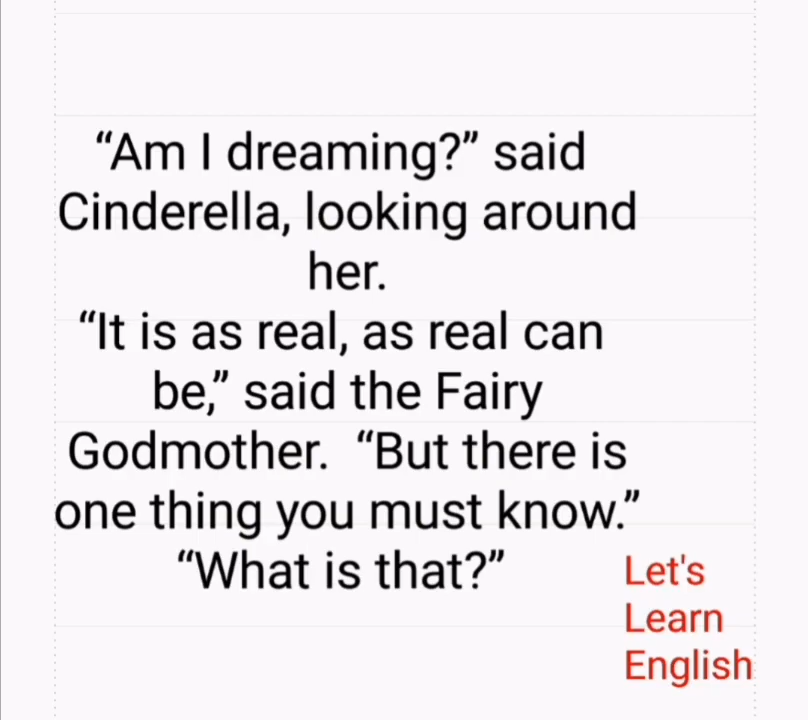 “Am I dreaming?” said
Cinderella, looking around
her.
“It is as real, as real can
be,” said the Fairy
Godmother.  “But there is
one thing you must know.”
“What is that?”
Let's
Learn
English